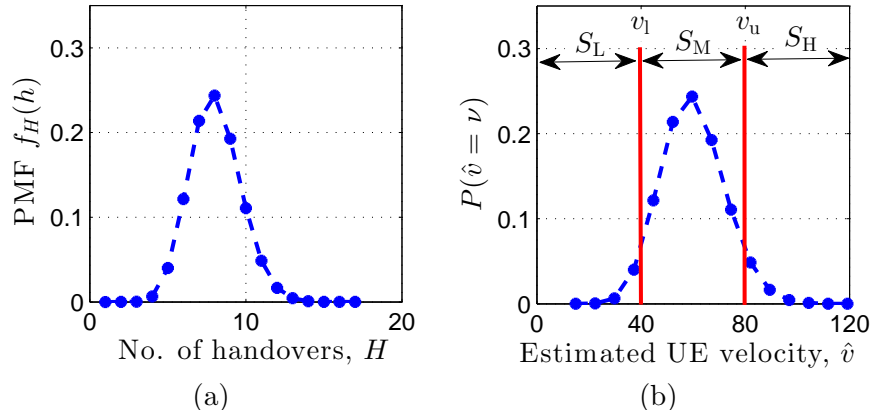 0.3
0.2
0.1
0
0 10 20
PMF f_H(h)
No. of handovers, H
(a)
v_l v_u
S_L S_M S_H
0.3
0.2
0.1
0
0 40 80 120
P(v̂ = ν)
Estimated UE velocity, v̂
(b)